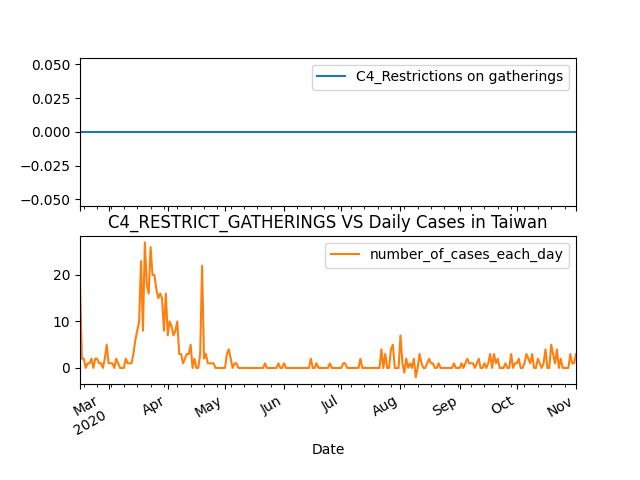 0.050
0.025
0.000
−0.025
−0.050
C4_Restrictions on gatherings
C4_RESTRICT_GATHERINGS VS Daily Cases in Taiwan
20
10
0
number_of_cases_each_day
Mar
2020
Apr
May
Jun
Jul
Aug
Sep
Oct
Nov
Date